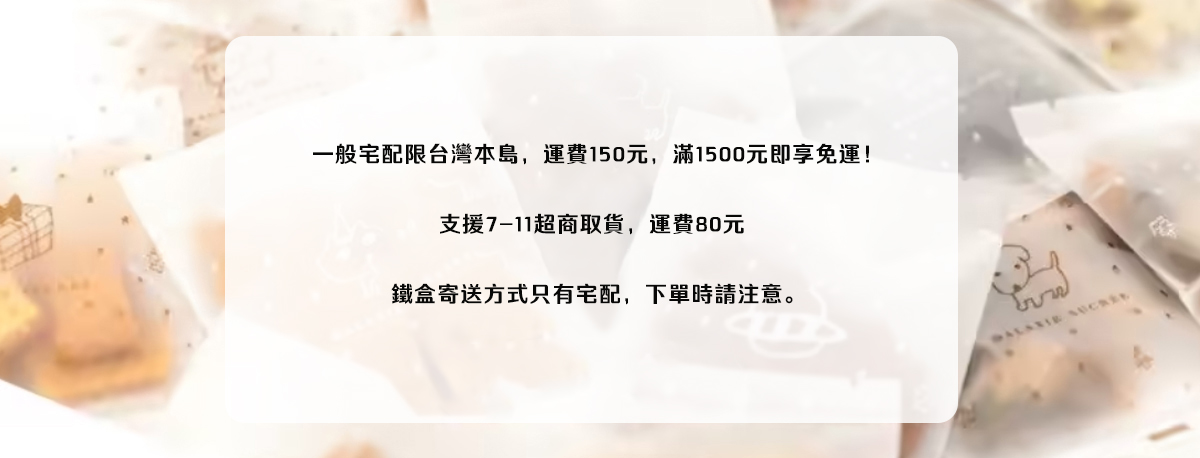 一般宅配限台灣本島，運費150元，滿1500元即享免運！
支援7-11超商取貨，運費80元
鐵盒寄送方式只有宅配，下單時請注意。
GALAXIE SUCRÉE